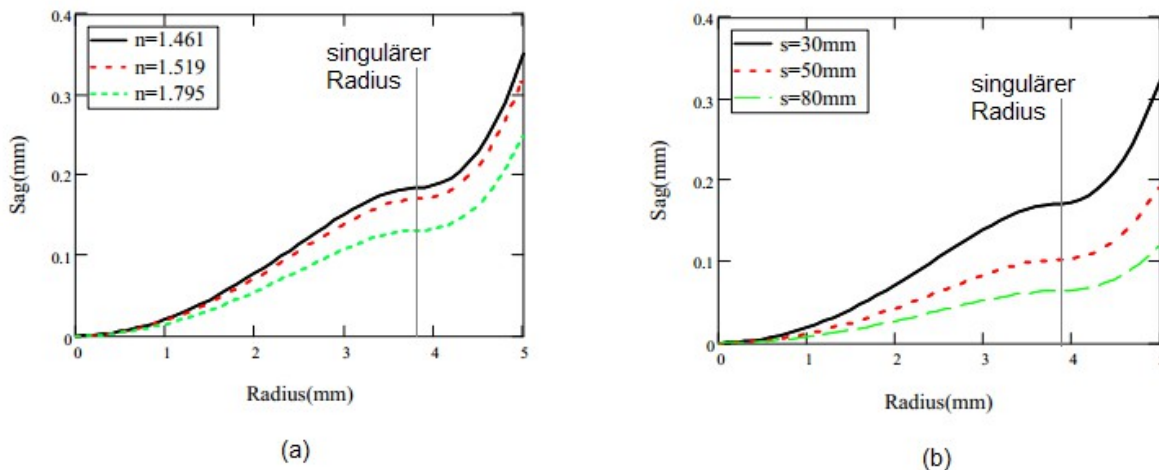 0.4
n=1.461
n=1.519
n=1.795
singulärer
Radius
0.3
0.2
0.1
0
Sag(mm)
0 1 2 3 4 5
Radius(mm)
(a)
0.4
s=30mm
s=50mm
s=80mm
singulärer
Radius
0.3
0.2
0.1
0
Sag(mm)
0 1 2 3 4
Radius(mm)
(b)